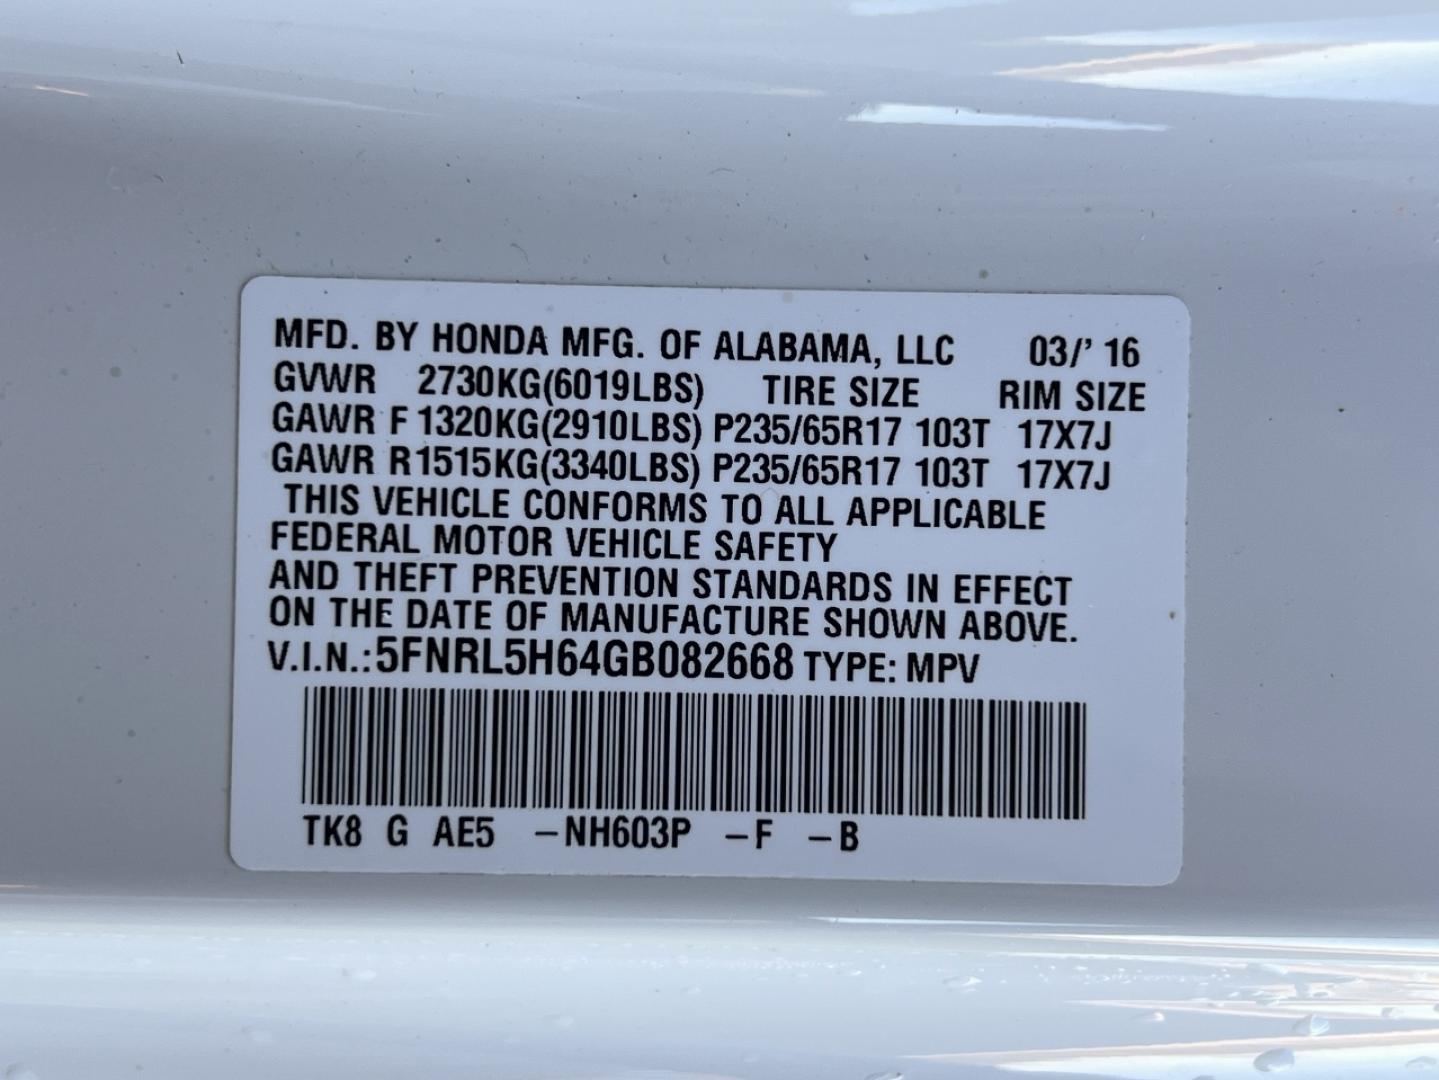 MFD. BY HONDA MFG. OF ALABAMA, LLC 03/' 16
GVWR 2730KG(6019LBS) TIRE SIZE RIM SIZE
GAWR F 1320KG(2910LBS) P235/65R17 103T 17X7J
GAWR R1515KG(3340LBS) P235/65R17 103T 17X7J
THIS VEHICLE CONFORMS TO ALL APPLICABLE
FEDERAL MOTOR VEHICLE SAFETY
AND THEFT PREVENTION STANDARDS IN EFFECT
ON THE DATE OF MANUFACTURE SHOWN ABOVE.
V.I.N.:5FNRL5H64GB082668 TYPE: MPV
TK8 G AE5 –NH603P –F –B